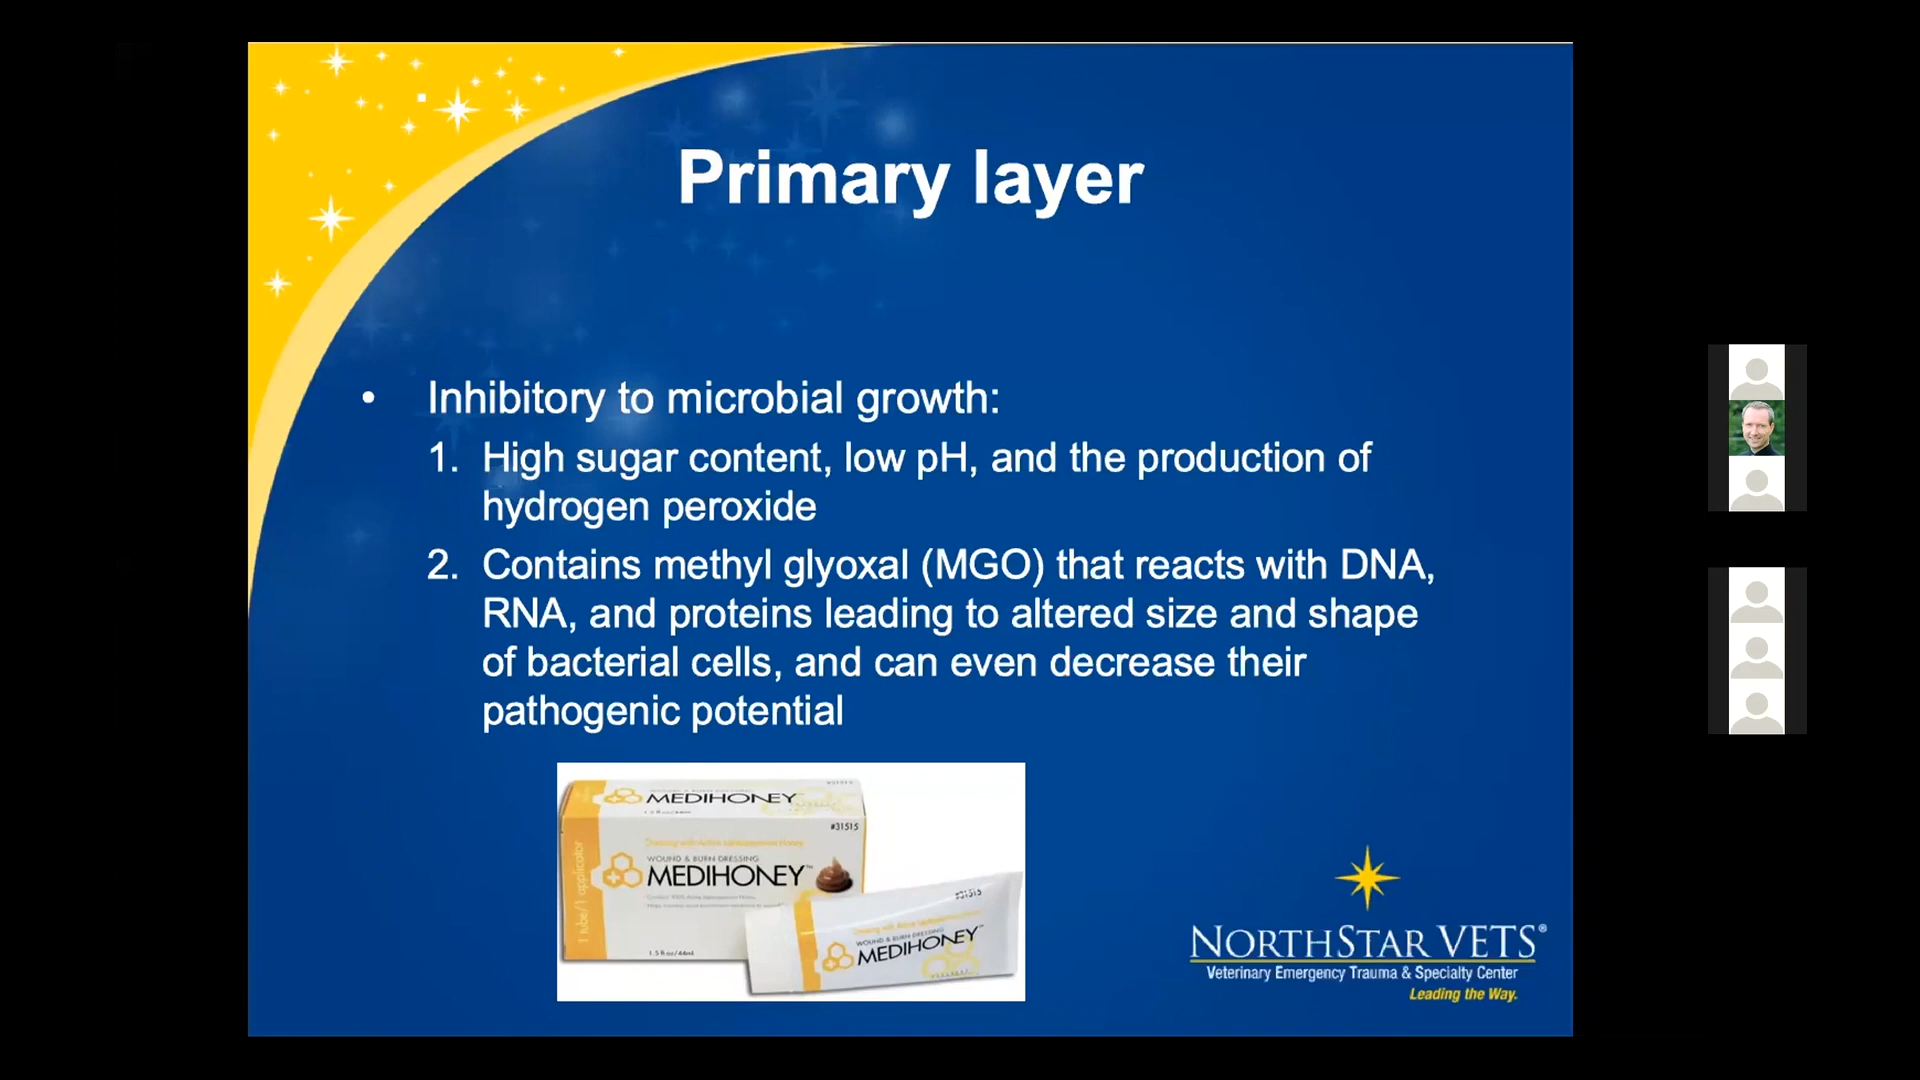 Primary layer
• Inhibitory to microbial growth:
1. High sugar content, low pH, and the production of
hydrogen peroxide
2. Contains methyl glyoxal (MGO) that reacts with DNA,
RNA, and proteins leading to altered size and shape
of bacterial cells, and can even decrease their
pathogenic potential
MEDIHONEY
#31515
WOUND & BURN DRESSING
MEDIHONEY™
1 tube/1 applicator
1.5 fl oz/44ml
WOUND & BURN DRESSING
MEDIHONEY™
NORTHSTAR VETS®
Veterinary Emergency Trauma & Specialty Center
Leading the Way.